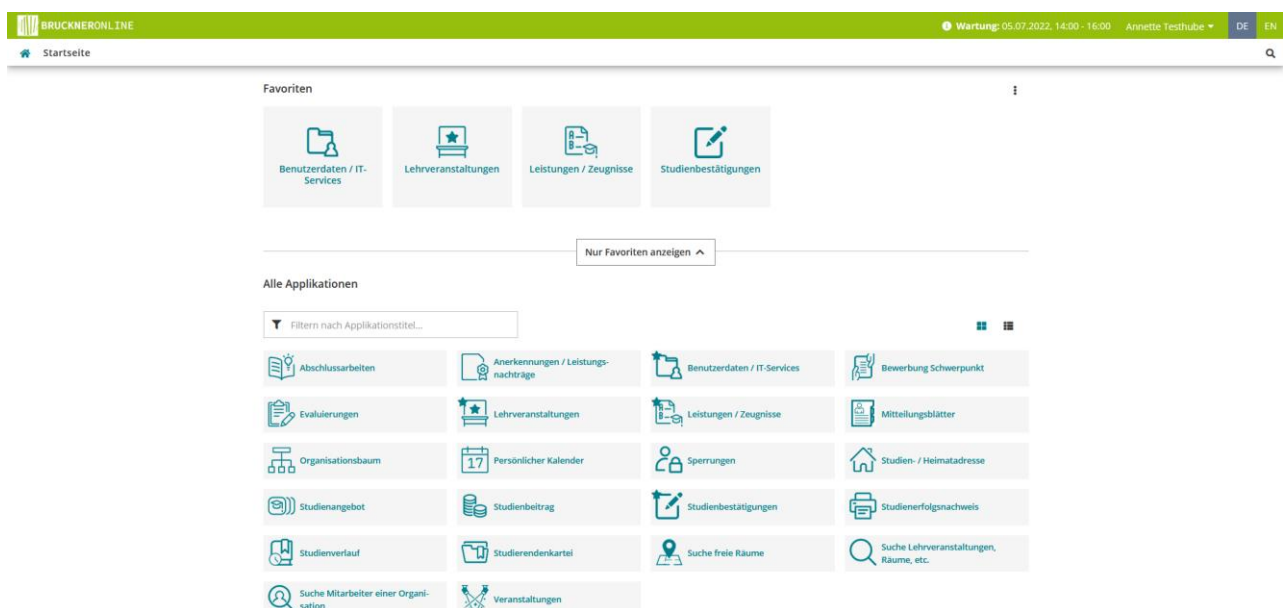 BRUCKNERONLINE
Wartung: 05.07.2022, 14:00 - 16:00 Annette Testhube DE EN
Startseite
Favoriten
Benutzerdaten / IT-
Services
Lehrveranstaltungen
Leistungen / Zeugnisse
Studienbestätigungen
Nur Favoriten anzeigen
Alle Applikationen
Filtern nach Applikationstitel...
Abschlussarbeiten
Anerkennungen / Leistungs-
nachträge
Benutzerdaten / IT-Services
Bewerbung Schwerpunkt
Evaluierungen
Lehrveranstaltungen
Leistungen / Zeugnisse
Mitteilungsblätter
Organisationsbaum
17
Persönlicher Kalender
Sperrungen
Studien- / Heimatadresse
Studienangebot
Studienbeitrag
Studienbestätigungen
Studienerfolgsnachweis
Studienverlauf
Studierendenkartei
Suche freie Räume
Suche Lehrveranstaltungen,
Räume, etc.
Suche Mitarbeiter einer Organi-
sation
Veranstaltungen